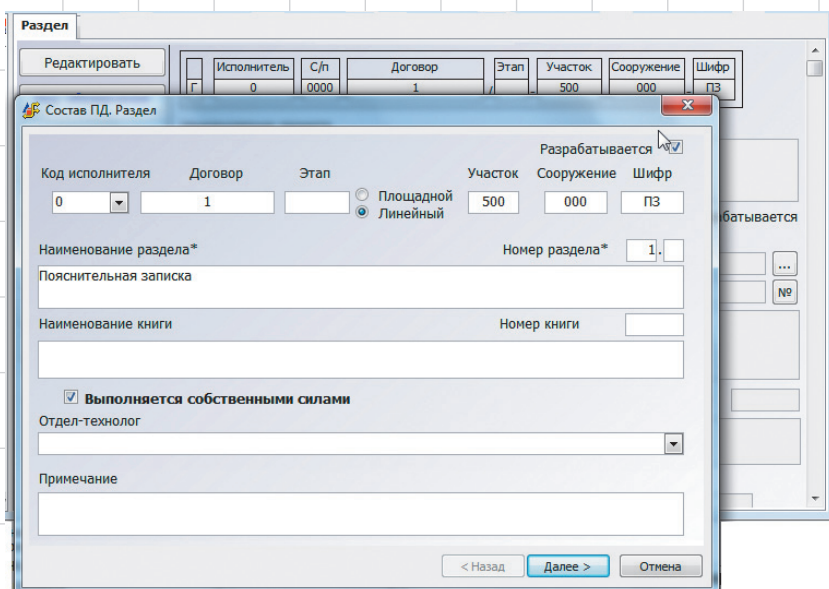 Раздел
Редактировать
Исполнитель С/п Договор Этап Участок Сооружение Шифр
Г 0 0000 1 / - 500 000 - ПЗ
Состав ПД. Раздел
Разрабатывается
Код исполнителя Договор Этап Участок Сооружение Шифр
0 1 Площадной 500 000 ПЗ
Линейный
батывается
Наименование раздела* Номер раздела* 1.
Пояснительная записка
...
№
Наименование книги Номер книги
Выполняется собственными силами
Отдел-технолог
Примечание
< Назад Далее > Отмена